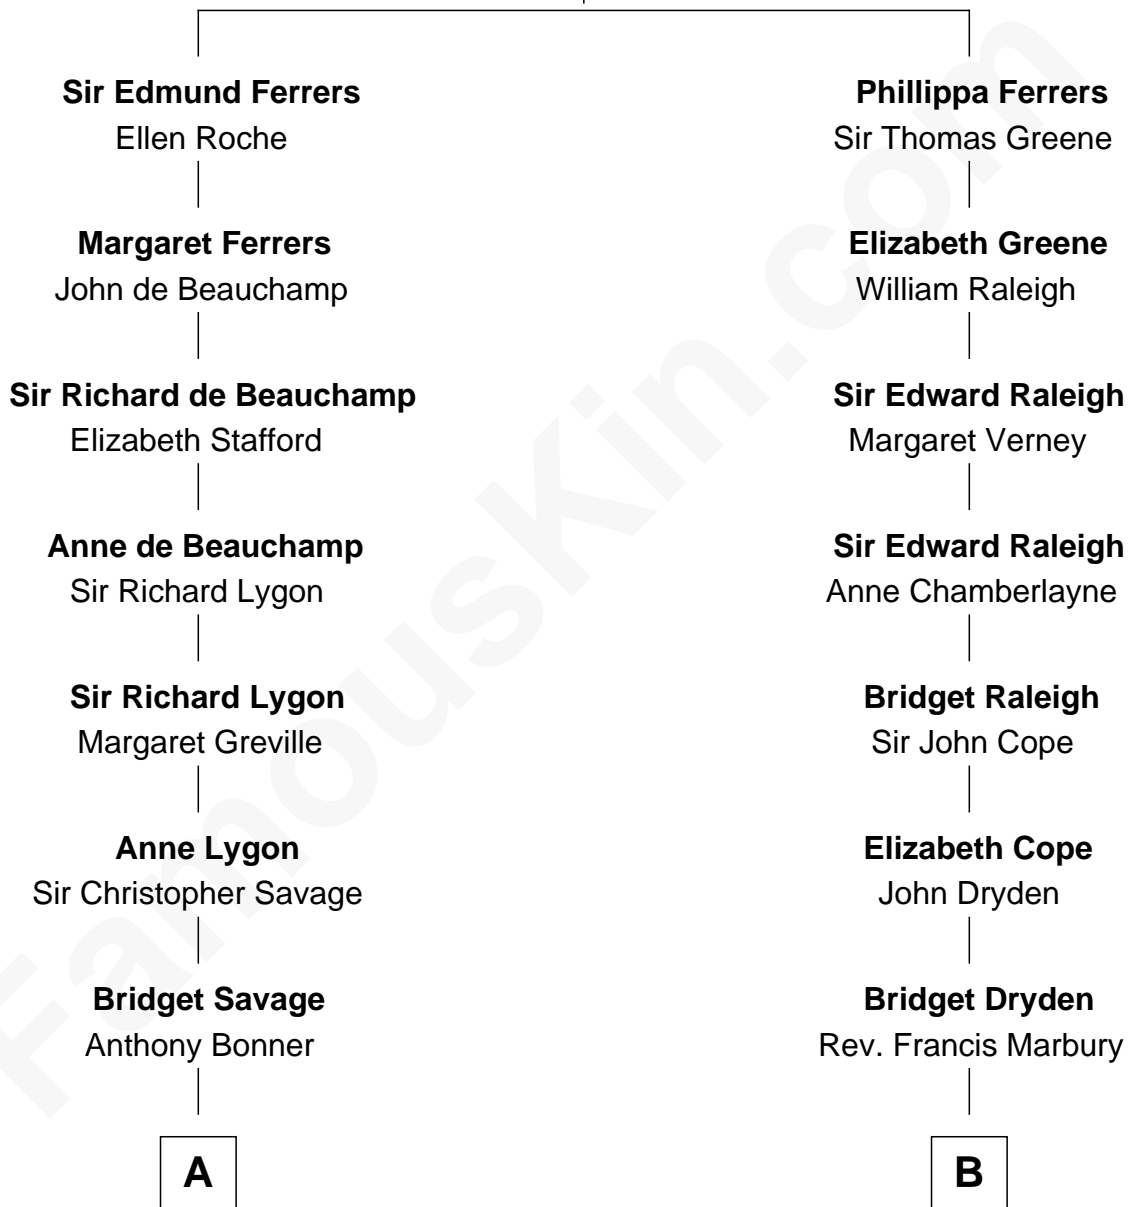 Sir Edmund Ferrers
Ellen Roche
Margaret Ferrers
John de Beauchamp
Sir Richard de Beauchamp
Elizabeth Stafford
Anne de Beauchamp
Sir Richard Lygon
Sir Richard Lygon
Margaret Greville
Anne Lygon
Sir Christopher Savage
Bridget Savage
Anthony Bonner
A
Phillippa Ferrers
Sir Thomas Greene
Elizabeth Greene
William Raleigh
Sir Edward Raleigh
Margaret Verney
Sir Edward Raleigh
Anne Chamberlayne
Bridget Raleigh
Sir John Cope
Elizabeth Cope
John Dryden
Bridget Dryden
Rev. Francis Marbury
B
FamousKin.com